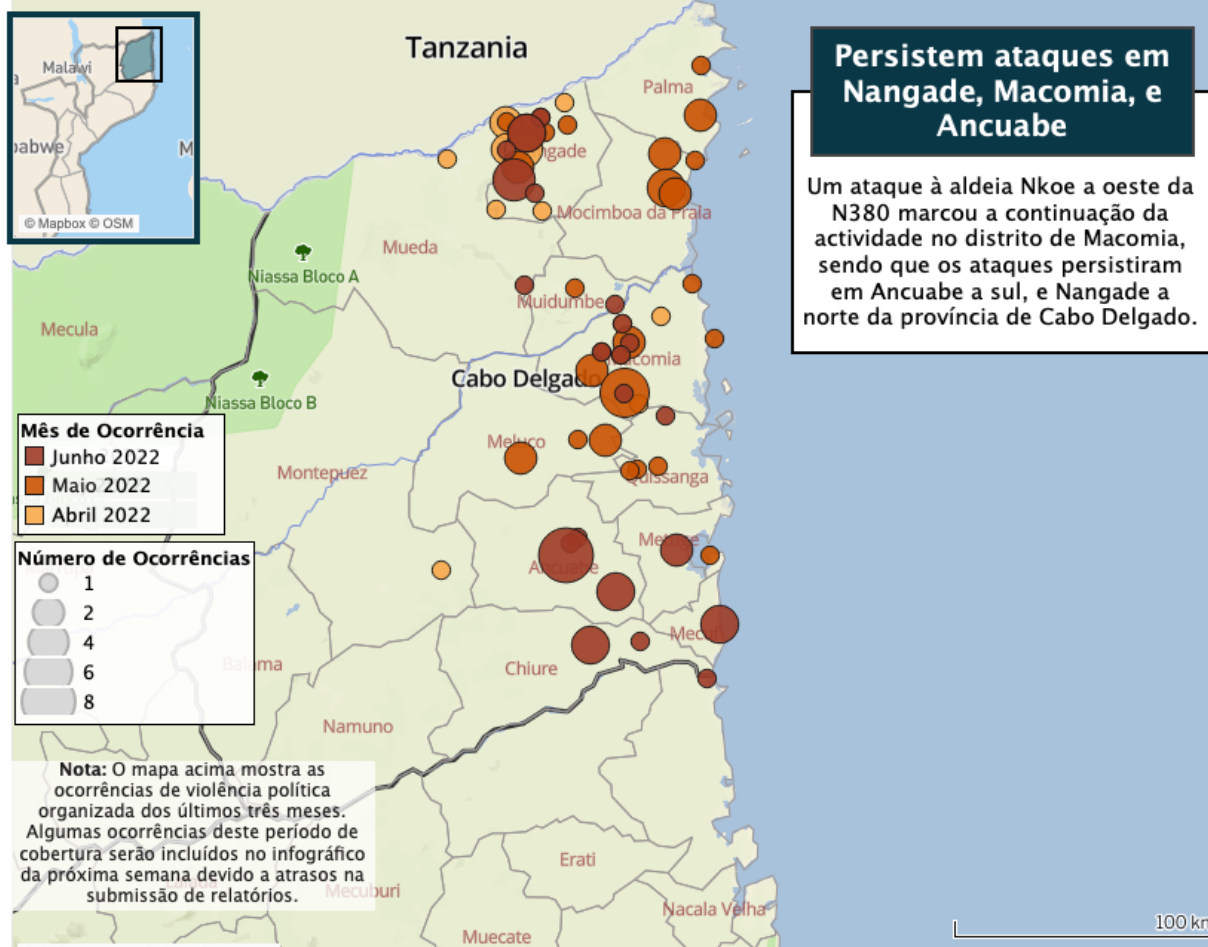 Malawi
M
© Mapbox © OSM
Tanzania
Palma
Mocimboa da Praia
Mueda
Niassa Bloco A
Muidumbe
Mecula
Cabo Delgado
Niassa Bloco B
Meluco
Montepuez
Quissanga
Ancuabe
Chiure
Balama
Namuno
Erati
Mecuburi
Nacala Velha
Muecate
100 km
Persistem ataques em
Nangade, Macomia, e
Ancuabe
Um ataque à aldeia Nkoe a oeste da
N380 marcou a continuação da
actividade no distrito de Macomia,
sendo que os ataques persistiram
em Ancuabe a sul, e Nangade a
norte da província de Cabo Delgado.
Mês de Ocorrência
Junho 2022
Maio 2022
Abril 2022
Número de Ocorrências
1
2
4
6
8
Nota: O mapa acima mostra as
ocorrências de violência política
organizada dos últimos três meses.
Algumas ocorrências deste período de
cobertura serão incluídos no infográfico
da próxima semana devido a atrasos na
submissão de relatórios.